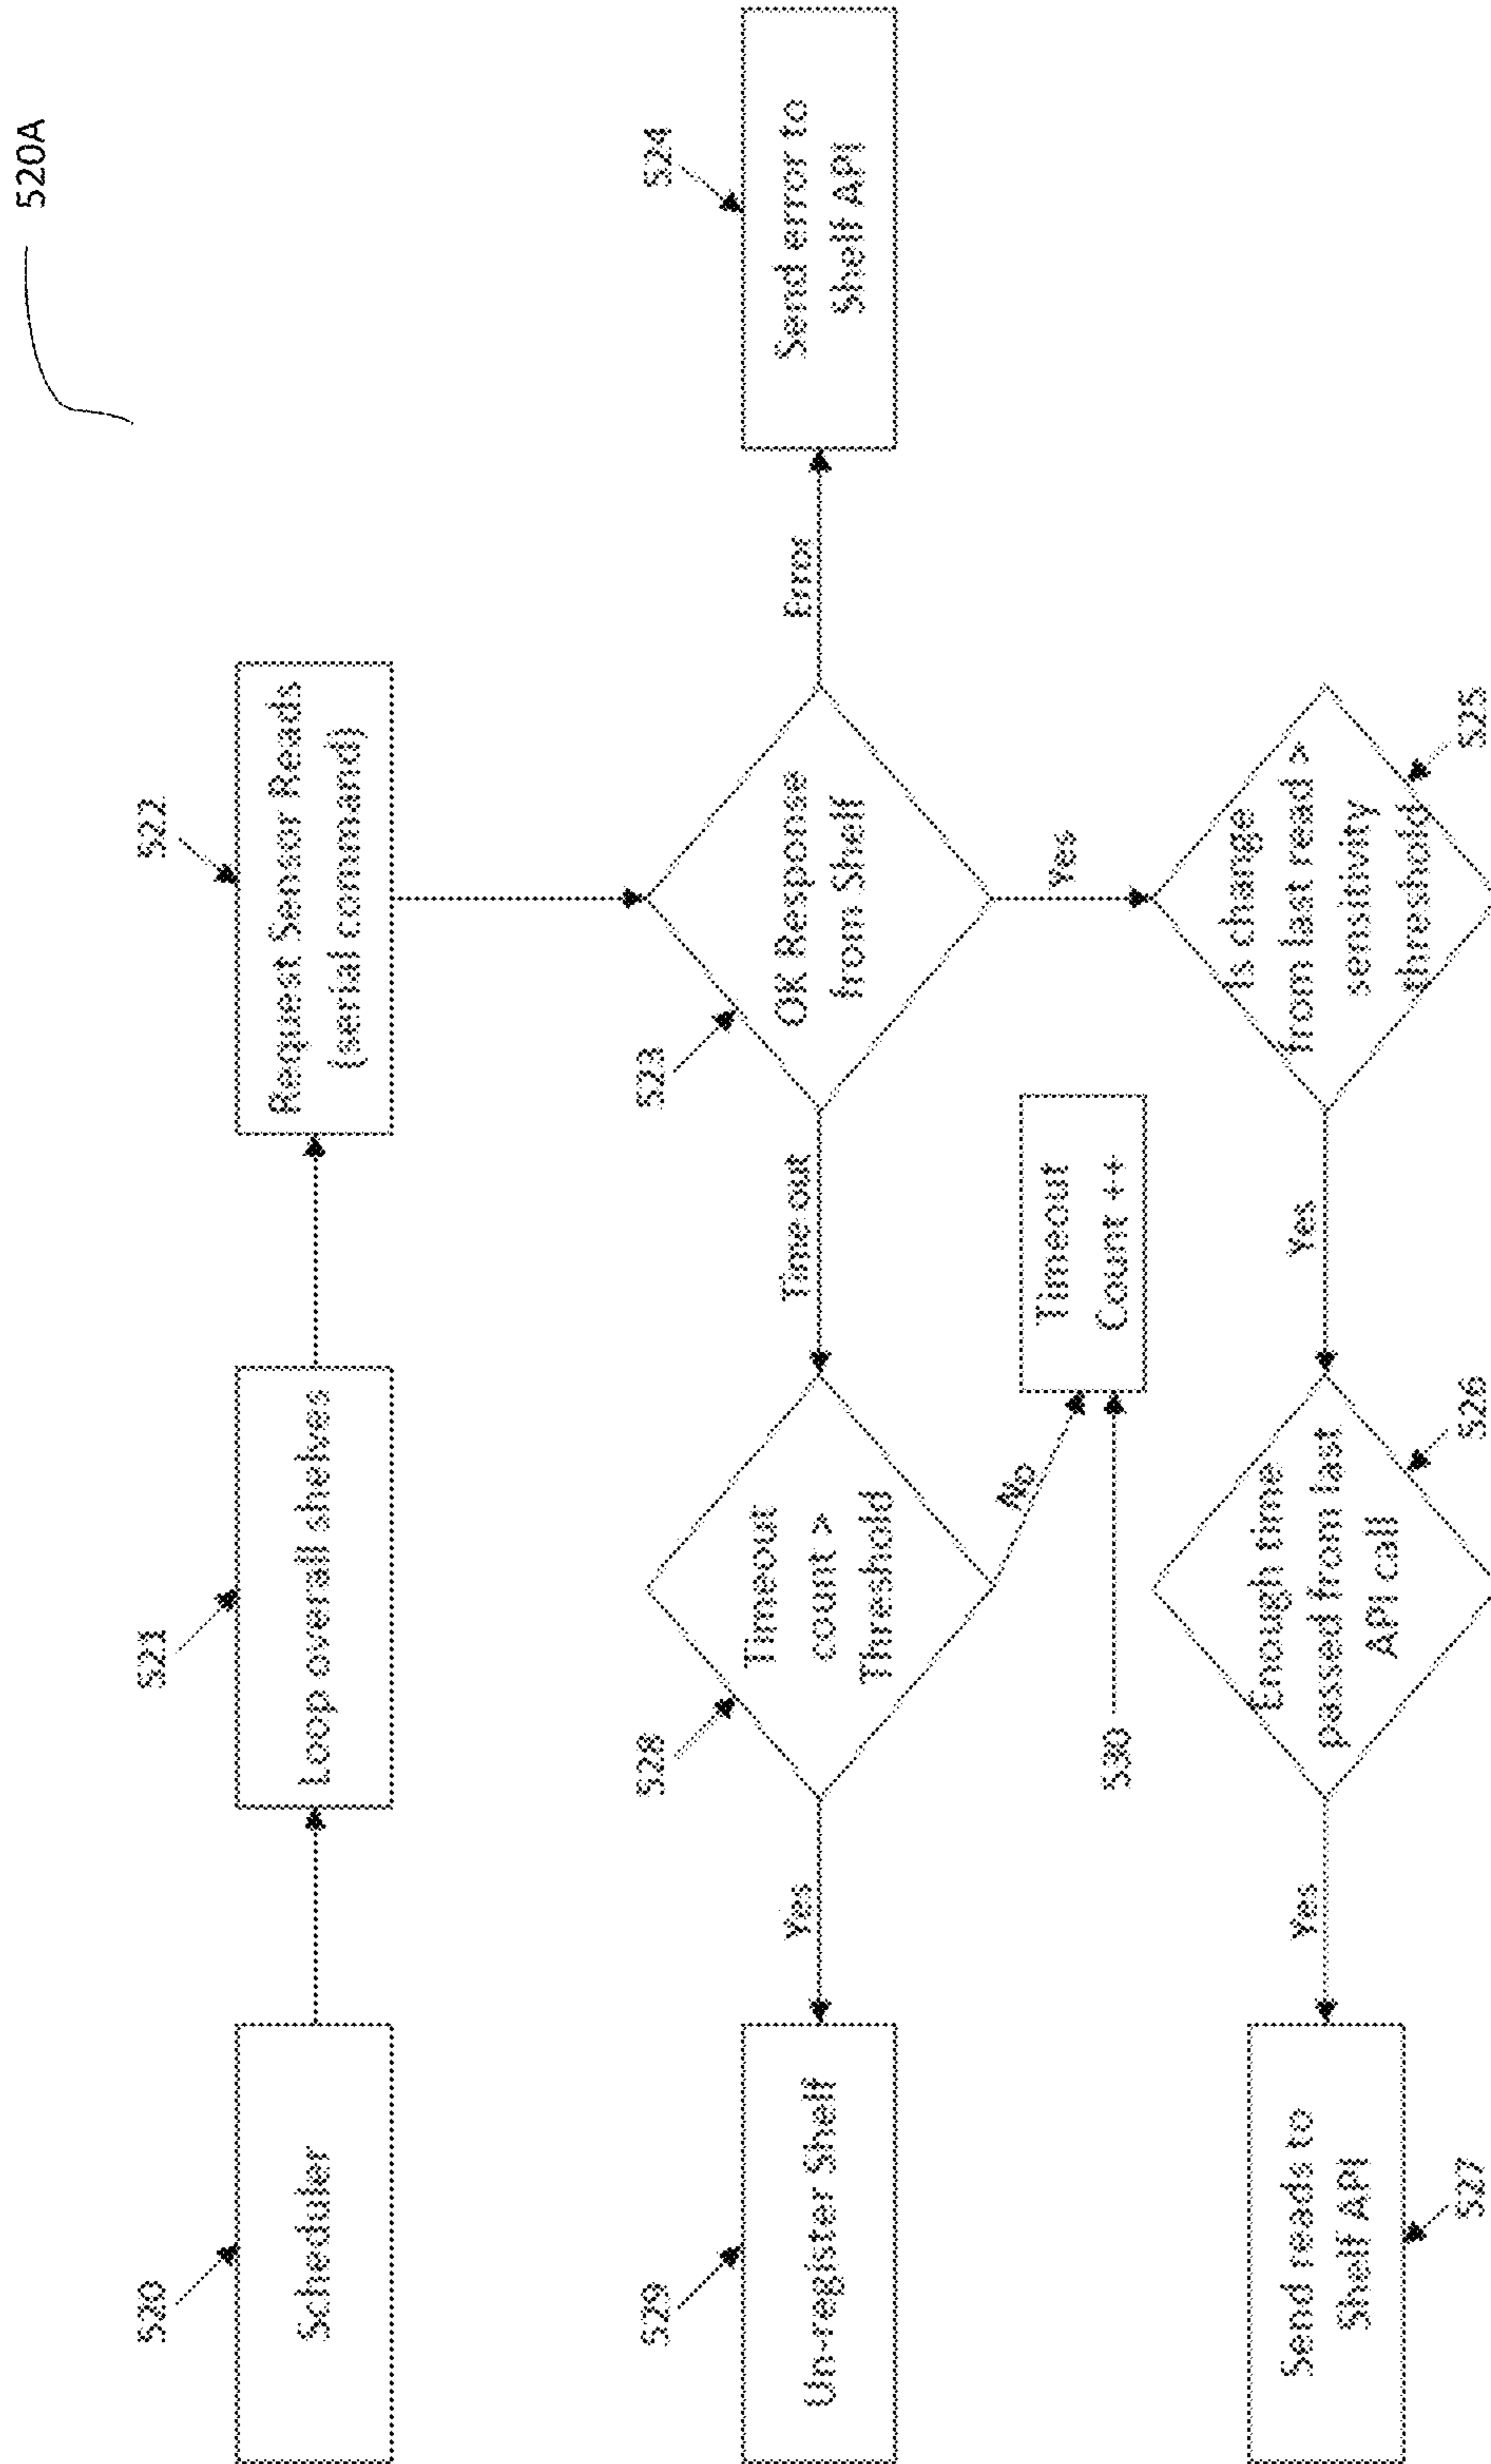 520A
520
Scheduler
521
Loop overall shelves
522
Request Sensor Reads
(serial command)
523
OK Response
from Shelf
Error
524
Send error to
Shelf API
Time out
528
Timeout
count >
Threshold
Yes
529
Un-register Shelf
No
Timeout
Count ++
530
Yes
Is change
from last read >
sensitivity
threshold
525
Yes
Enough time
passed from last
API call
526
Yes
Send reads to
Shelf API
527